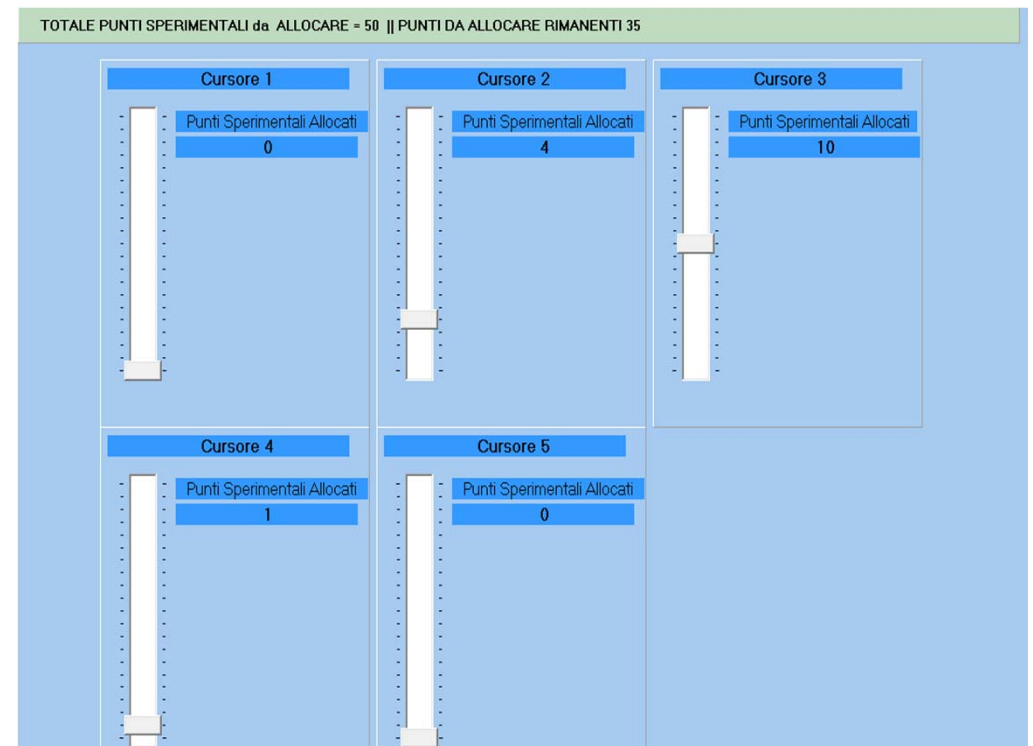 TOTALE PUNTI SPERIMENTALI da ALLOCARE = 50 || PUNTI DA ALLOCARE RIMANENTI 35
Cursore 1
Punti Sperimentali Allocati
0
Cursore 2
Punti Sperimentali Allocati
4
Cursore 3
Punti Sperimentali Allocati
10
Cursore 4
Punti Sperimentali Allocati
1
Cursore 5
Punti Sperimentali Allocati
0